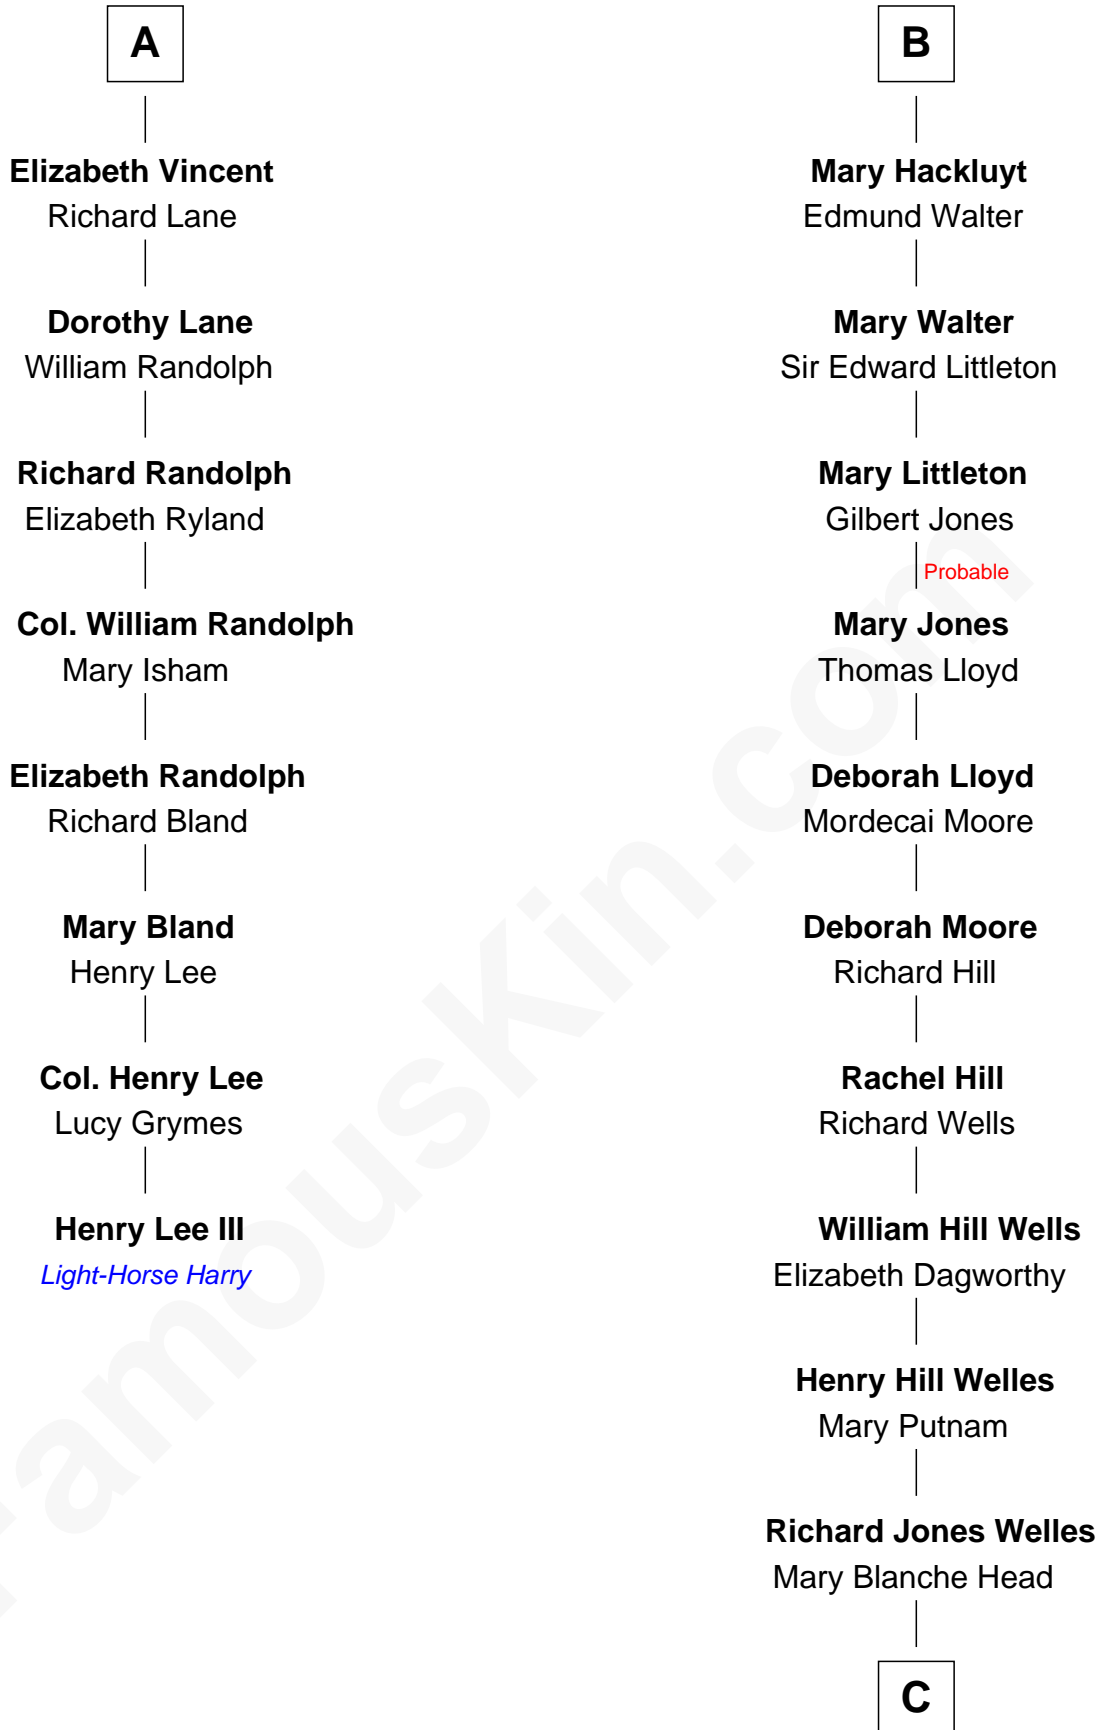 A
Elizabeth Vincent
Richard Lane
Dorothy Lane
William Randolph
Richard Randolph
Elizabeth Ryland
Col. William Randolph
Mary Isham
Elizabeth Randolph
Richard Bland
Mary Bland
Henry Lee
Col. Henry Lee
Lucy Grymes
Henry Lee III
Light-Horse Harry
B
Mary Hackluyt
Edmund Walter
Mary Walter
Sir Edward Littleton
Mary Littleton
Gilbert Jones
Probable
Mary Jones
Thomas Lloyd
Deborah Lloyd
Mordecai Moore
Deborah Moore
Richard Hill
Rachel Hill
Richard Wells
William Hill Wells
Elizabeth Dagworthy
Henry Hill Welles
Mary Putnam
Richard Jones Welles
Mary Blanche Head
C
FamousKin.com